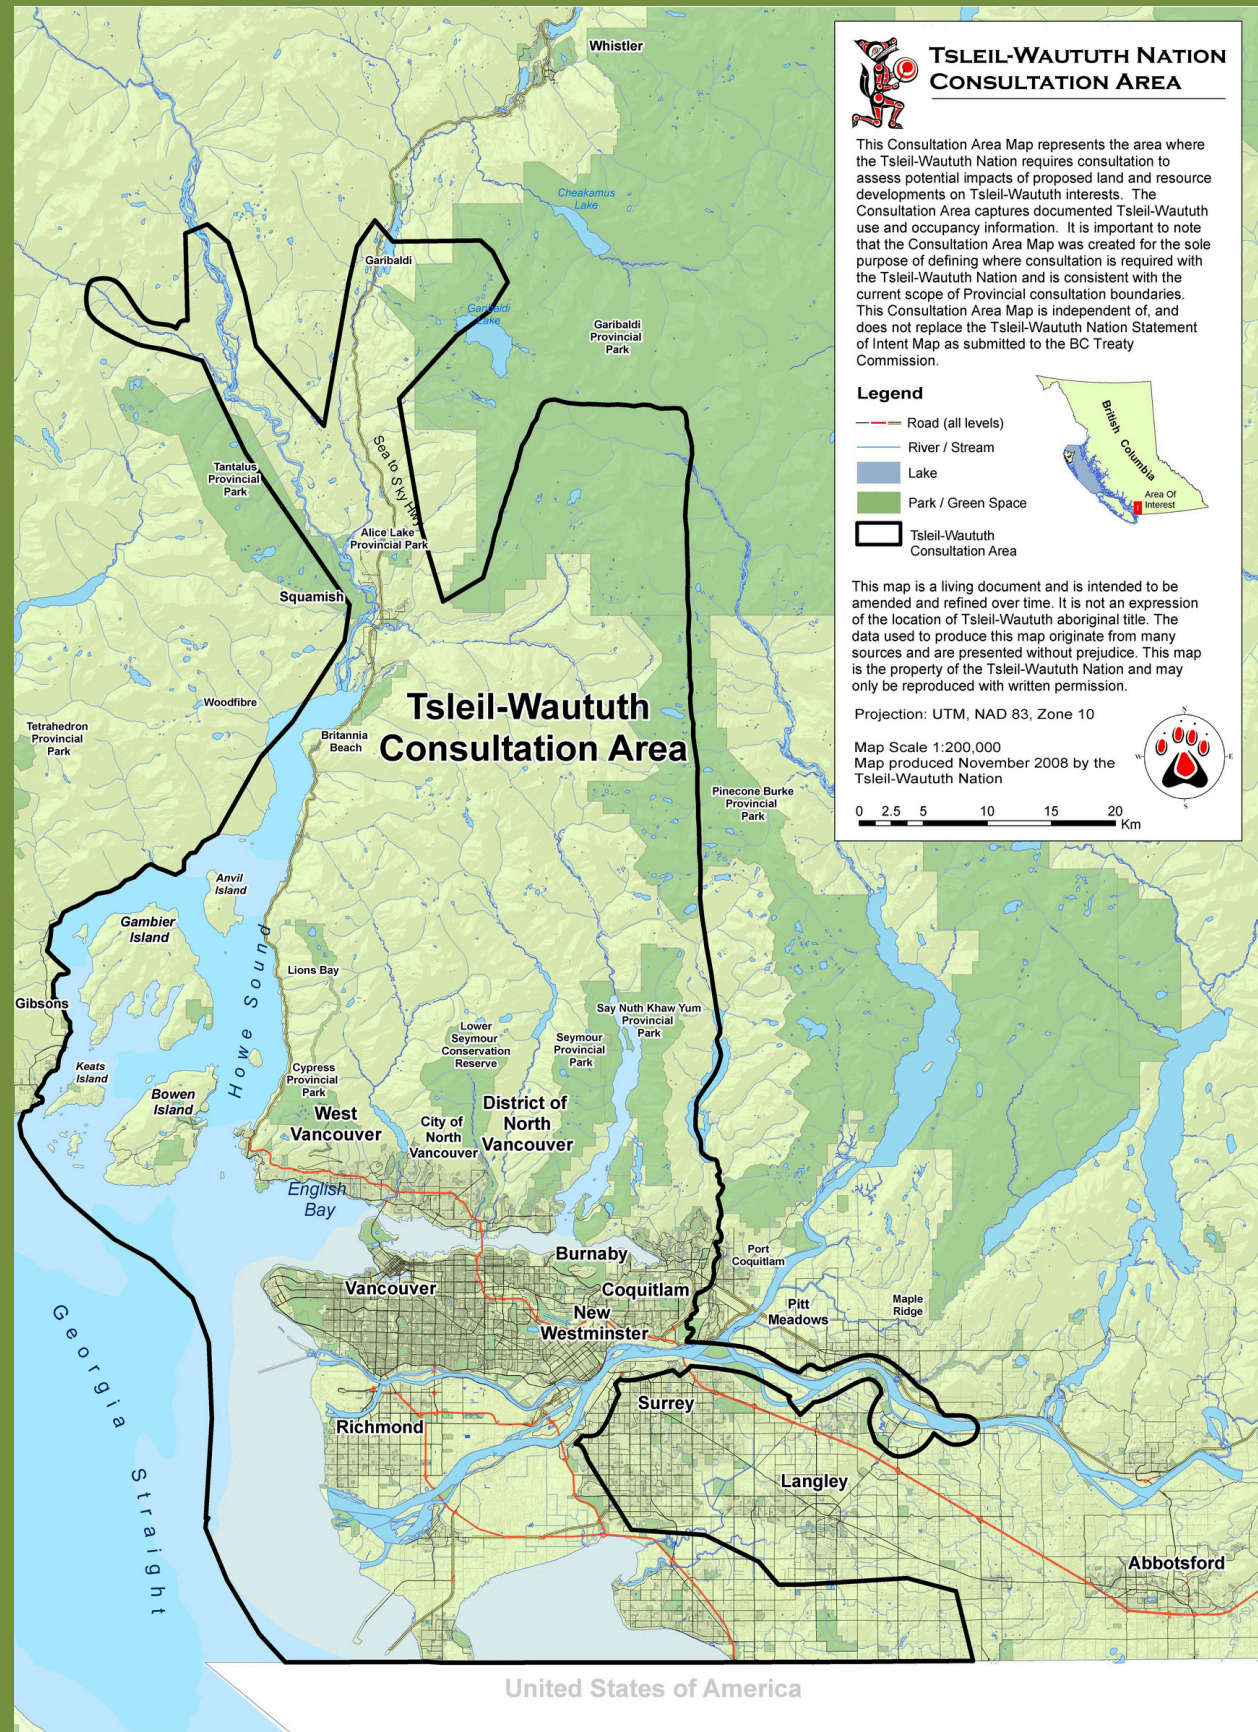 TSLEIL-WAUTUTH NATION
CONSULTATION AREA
This Consultation Area Map represents the area where
the Tsleil-Waututh Nation requires consultation to
assess potential impacts of proposed land and resource
developments on Tsleil-Waututh interests. The
Consultation Area captures documented Tsleil-Waututh
use and occupancy information. It is important to note
that the Consultation Area Map was created for the sole
purpose of defining where consultation is required with
the Tsleil-Waututh Nation and is consistent with the
current scope of Provincial consultation boundaries.
This Consultation Area Map is independent of, and
does not replace the Tsleil-Waututh Nation Statement
of Intent Map as submitted to the BC Treaty
Commission.
Legend
Road (all levels)
River / Stream
Lake
Park / Green Space
Tsleil-Waututh
Consultation Area
British Columbia
Area Of
Interest
This map is a living document and is intended to be
amended and refined over time. It is not an expression
of the location of Tsleil-Waututh aboriginal title. The
data used to produce this map originate from many
sources and are presented without prejudice. This map
is the property of the Tsleil-Waututh Nation and may
only be reproduced with written permission.
Projection: UTM, NAD 83, Zone 10
Map Scale 1:200,000
Map produced November 2008 by the
Tsleil-Waututh Nation
N
W
E
S
0 2.5 5 10 15 20
Km
Whistler
Cheakamus
Lake
Garibaldi
Garibaldi
Lake
Garibaldi
Provincial
Park
Sea to Sky Hwy
Tantalus
Provincial
Park
Alice Lake
Provincial Park
Squamish
Woodfibre
Tetrahedron
Provincial
Park
Britannia
Beach
Tsleil-Waututh
Consultation Area
Pinecone Burke
Provincial
Park
Anvil
Island
Gambier
Island
Howe Sound
Lions Bay
Gibsons
Say Nuth Khaw Yum
Provincial
Park
Lower
Seymour
Conservation
Reserve
Seymour
Provincial
Park
Keats
Island
Bowen
Island
Cypress
Provincial
Park
West
Vancouver
City of
North
Vancouver
District of
North
Vancouver
English
Bay
Burnaby
Port
Coquitlam
Vancouver
Coquitlam
New
Westminster
Pitt
Meadows
Maple
Ridge
Georgia Straight
Richmond
Surrey
Langley
Abbotsford
United States of America